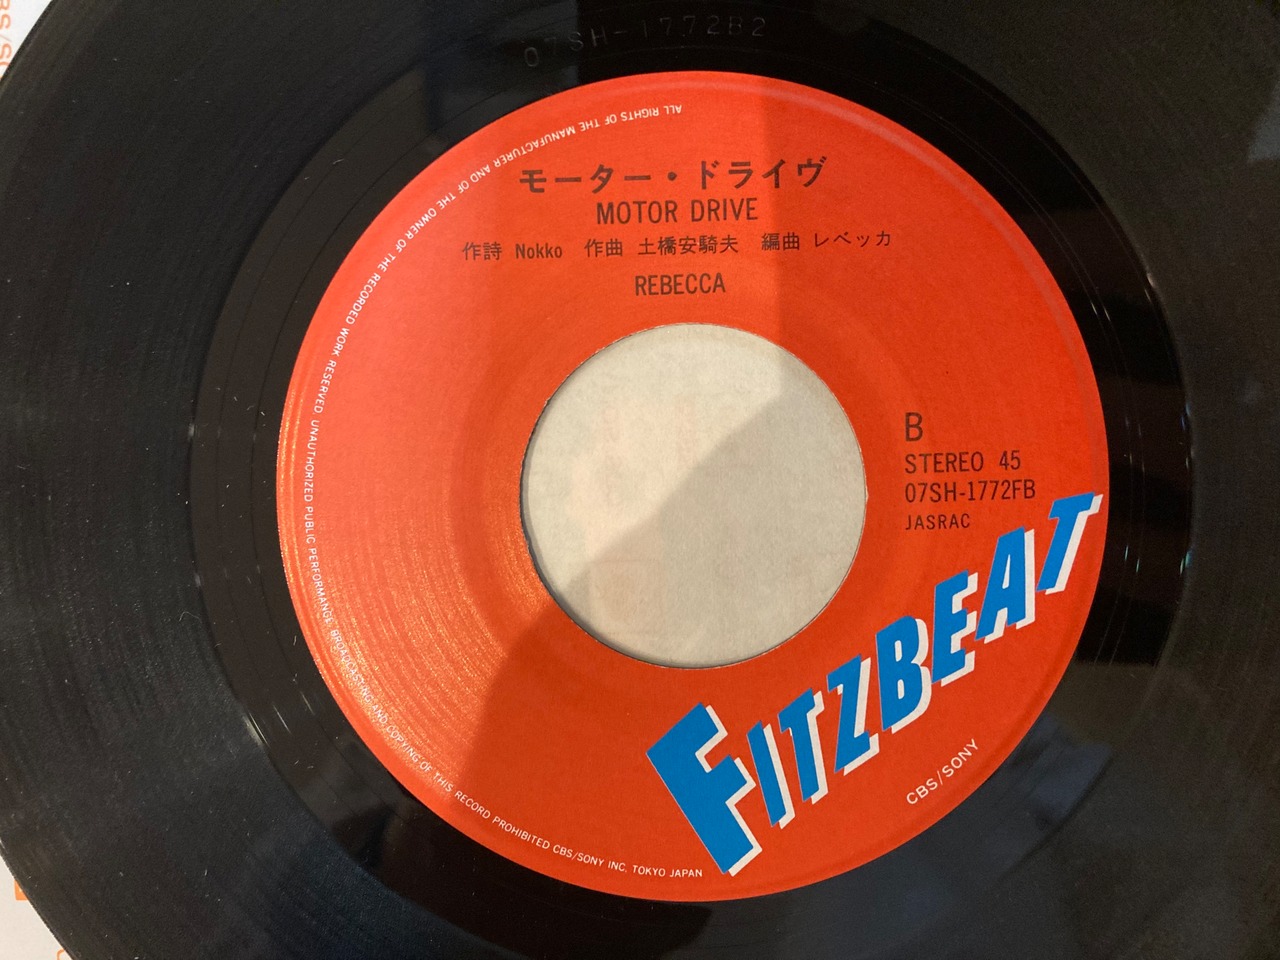 07SH-1772B2
モーター・ドライヴ
MOTOR DRIVE
作詩 Nokko 作曲 土橋安騎夫 編曲 レベッカ
REBECCA
B
STEREO 45
07SH-1772FB
JASRAC
FITZBEAT
CBS/SONY
ALL RIGHTS OF THE MANUFACTURER AND OF THE OWNER OF THE RECORDED WORK RESERVED. UNAUTHORIZED PUBLIC PERFORMANCE, BROADCASTING AND COPYING OF THIS RECORD PROHIBITED CBS/SONY INC. TOKYO JAPAN